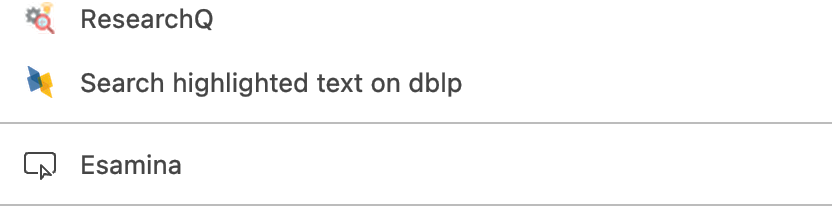 ResearchQ
Search highlighted text on dblp
Esamina